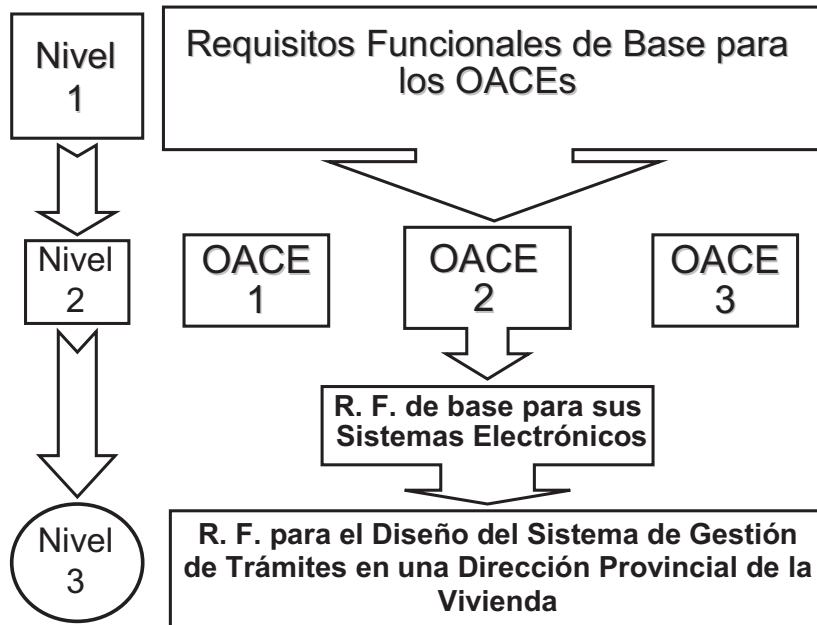 Nivel
1
Requisitos Funcionales de Base para
los OACEs
Nivel
2
OACE
1
OACE
2
OACE
3
R. F. de base para sus
Sistemas Electrónicos
Nivel
3
R. F. para el Diseño del Sistema de Gestión
de Trámites en una Dirección Provincial de la
Vivienda